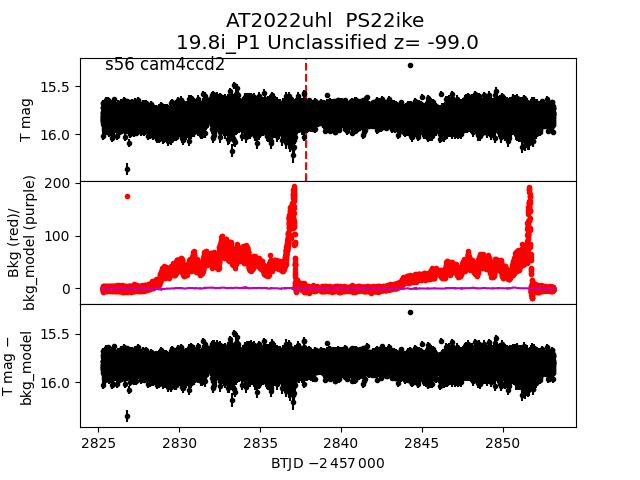 AT2022uhl  PS22ike
19.8i_P1 Unclassified z= -99.0
s56 cam4ccd2
T mag
15.5
16.0
Bkg (red)/
bkg_model (purple)
200
100
0
T mag −
bkg_model
15.5
16.0
2825 2830 2835 2840 2845 2850
BTJD −2 457 000